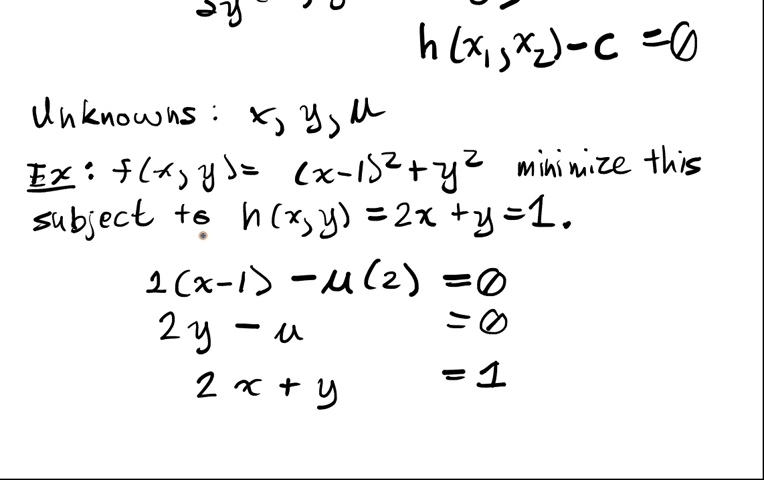 h(x₁,x₂)-c =0
Unknowns: x, y, μ
Ex: f(x,y)= (x-1)²+y² minimize this
subject to h(x,y)=2x+y=1.
2(x-1) -μ(2) =0
2y - μ =0
2x + y =1